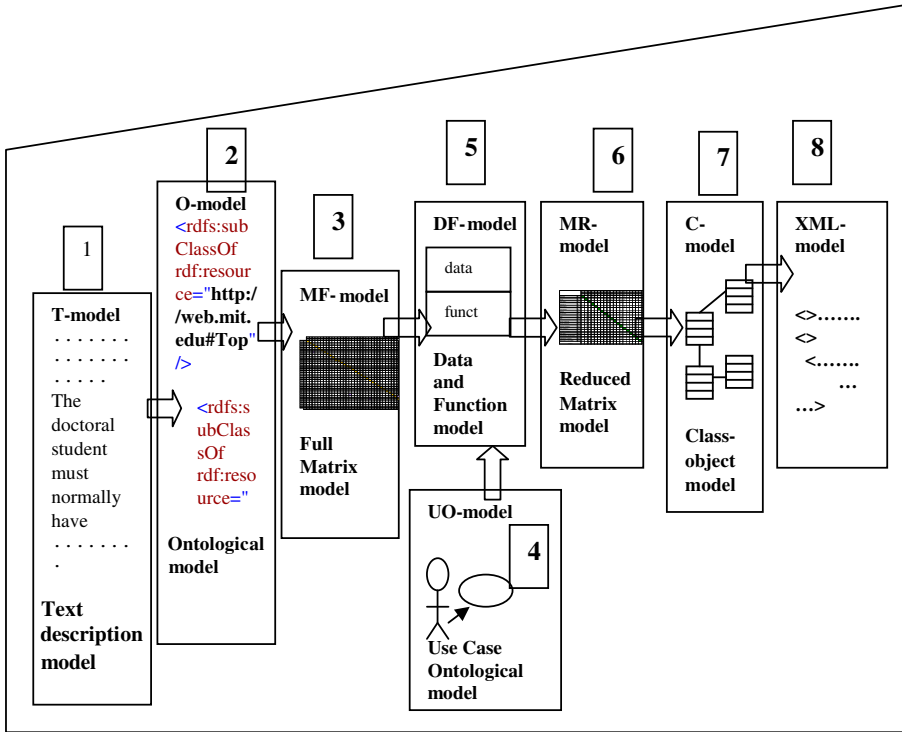 1
T-model
. . . . . . .
. . . . . . .
. . . . .
The
doctoral
student
must
normally
have
. . . . . . .
.
Text
description
model
2
O-model
<rdfs:sub
ClassOf
rdf:resour
ce="http:/
/web.mit.
edu#Top"
/>
<rdfs:s
ubClas
sOf
rdf:reso
urce="
Ontological
model
3
MF- model
Full
Matrix
model
5
DF-model
data
funct
Data
and
Function
model
UO-model
4
Use Case
Ontological
model
6
MR-
model
Reduced
Matrix
model
7
C-
model
Class-
object
model
8
XML-
model
<>.......
<>
<.......
...
...>